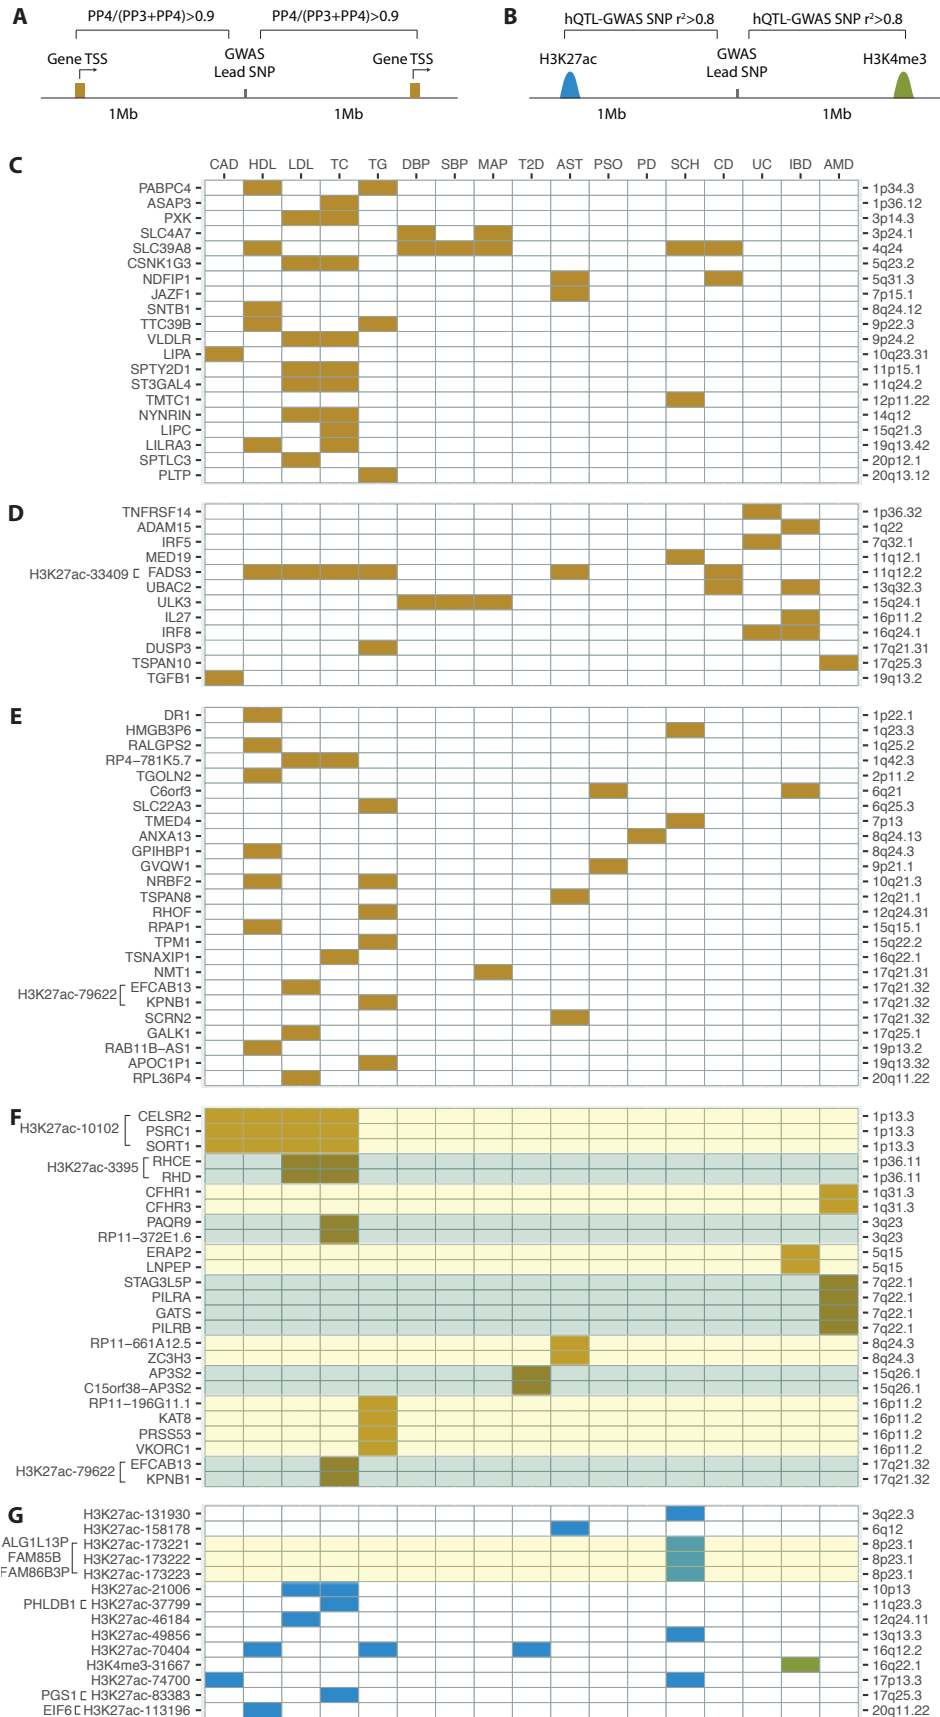 A
PP4/(PP3+PP4)>0.9
PP4/(PP3+PP4)>0.9
Gene TSS
GWAS
Lead SNP
Gene TSS
1Mb
1Mb
B
hQTL-GWAS SNP r²>0.8
hQTL-GWAS SNP r²>0.8
H3K27ac
GWAS
Lead SNP
H3K4me3
1Mb
1Mb
C
CAD HDL LDL TC TG DBP SBP MAP T2D AST PSO PD SCH CD UC IBD AMD
PABPC4 1p34.3
ASAP3 1p36.12
PXK 3p14.3
SLC4A7 3p24.1
SLC39A8 4q24
CSNK1G3 5q23.2
NDFIP1 5q31.3
JAZF1 7p15.1
SNTB1 8q24.12
TTC39B 9p22.3
VLDLR 9p24.2
LIPA 10q23.31
SPTY2D1 11p15.1
ST3GAL4 11q24.2
TMTC1 12p11.22
NYNRIN 14q12
LIPC 15q21.3
LILRA3 19q13.42
SPTLC3 20p12.1
PLTP 20q13.12
D
TNFRSF14 1p36.32
ADAM15 1q22
IRF5 7q32.1
MED19 11q12.1
H3K27ac-33409 FADS3 11q12.2
UBAC2 13q32.3
ULK3 15q24.1
IL27 16p11.2
IRF8 16q24.1
DUSP3 17q21.31
TSPAN10 17q25.3
TGFB1 19q13.2
E
DR1 1p22.1
HMGB3P6 1q23.3
RALGPS2 1q25.2
RP4−781K5.7 1q42.3
TGOLN2 2p11.2
C6orf3 6q21
SLC22A3 6q25.3
TMED4 7p13
ANXA13 8q24.13
GPIHBP1 8q24.3
GVQW1 9p21.1
NRBF2 10q21.3
TSPAN8 12q21.1
RHOF 12q24.31
RPAP1 15q15.1
TPM1 15q22.2
TSNAXIP1 16q22.1
NMT1 17q21.31
H3K27ac-79622
EFCAB13 17q21.32
KPNB1 17q21.32
SCRN2 17q21.32
GALK1 17q25.1
RAB11B−AS1 19p13.2
APOC1P1 19q13.32
RPL36P4 20q11.22
F
H3K27ac-10102
CELSR2 1p13.3
PSRC1 1p13.3
SORT1 1p13.3
H3K27ac-3395
RHCE 1p36.11
RHD 1p36.11
CFHR1 1q31.3
CFHR3 1q31.3
PAQR9 3q23
RP11−372E1.6 3q23
ERAP2 5q15
LNPEP 5q15
STAG3L5P 7q22.1
PILRA 7q22.1
GATS 7q22.1
PILRB 7q22.1
RP11−661A12.5 8q24.3
ZC3H3 8q24.3
AP3S2 15q26.1
C15orf38−AP3S2 15q26.1
RP11−196G11.1 16p11.2
KAT8 16p11.2
PRSS53 16p11.2
VKORC1 16p11.2
H3K27ac-79622
EFCAB13 17q21.32
KPNB1 17q21.32
G
H3K27ac-131930 3q22.3
H3K27ac-158178 6q12
ALG1L13P H3K27ac-173221 8p23.1
FAM85B H3K27ac-173222 8p23.1
FAM86B3P H3K27ac-173223 8p23.1
H3K27ac-21006 10p13
PHLDB1 H3K27ac-37799 11q23.3
H3K27ac-46184 12q24.11
H3K27ac-49856 13q13.3
H3K27ac-70404 16q12.2
H3K4me3-31667 16q22.1
H3K27ac-74700 17p13.3
PGS1 H3K27ac-83383 17q25.3
EIF6 H3K27ac-113196 20q11.22